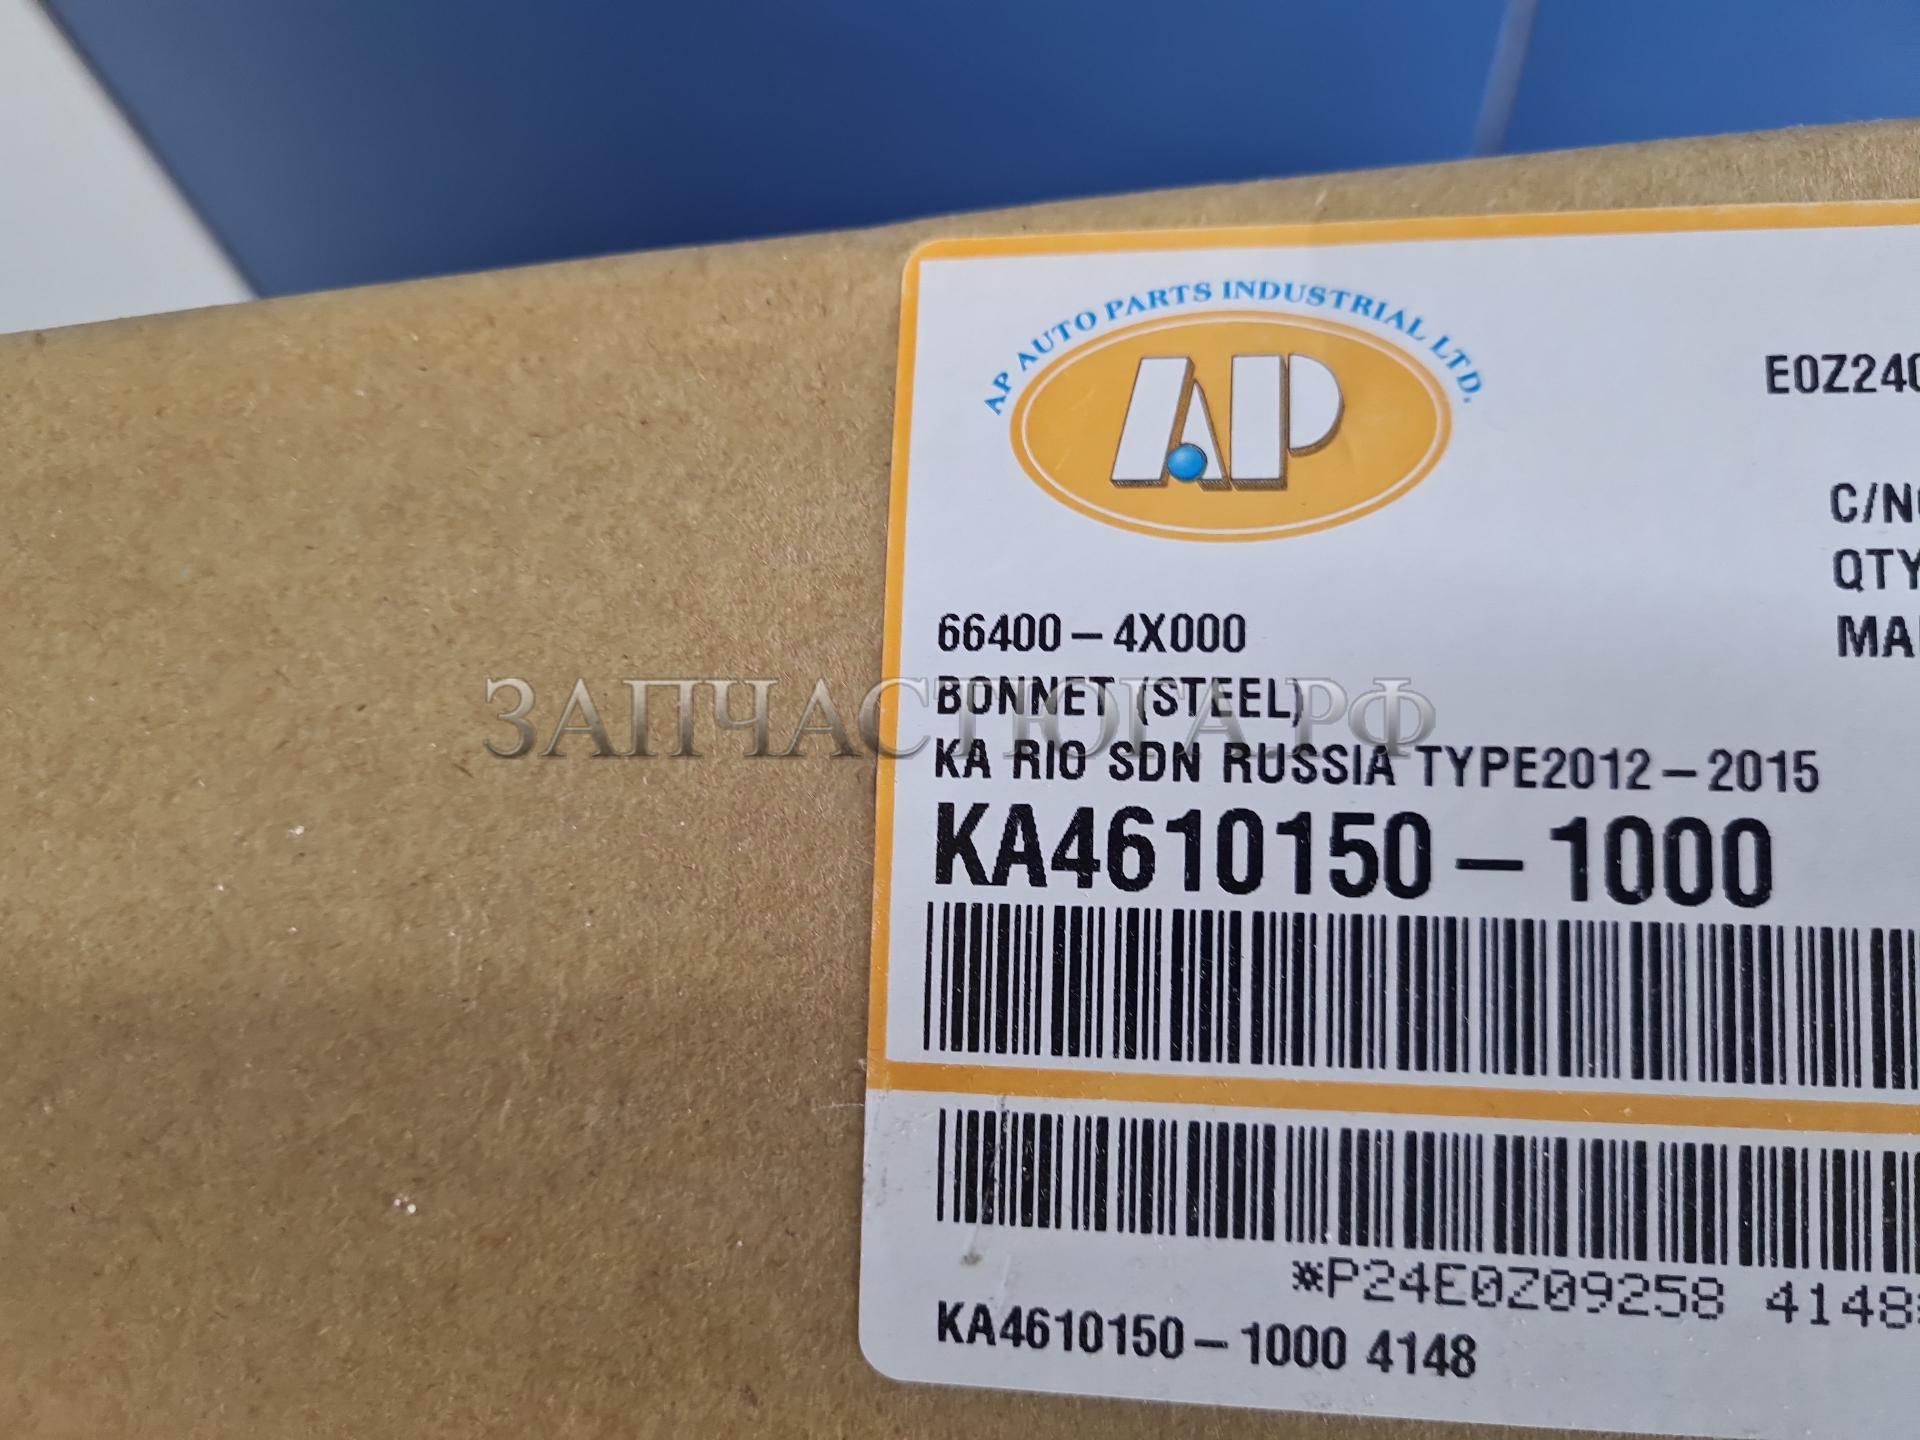 AP AUTO PARTS INDUSTRIAL LTD.
AP
E0Z240
C/N
QTY
MA
66400-4X000
BONNET (STEEL)
ЗАПЧАСТЮГА.РФ
KA RIO SDN RUSSIA TYPE2012-2015
KA4610150-1000
*P24E0Z09258 4148*
KA4610150-1000 4148